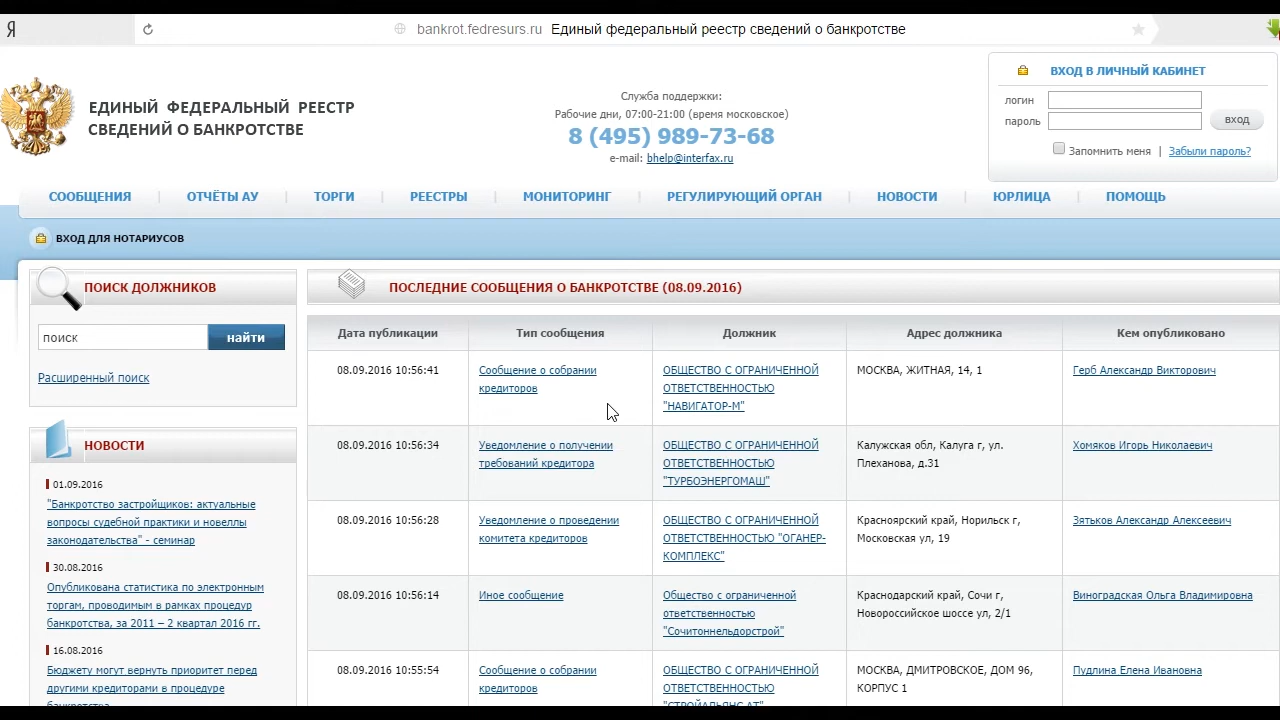 Я
bankrot.fedresurs.ru Единый федеральный реестр сведений о банкротстве
ЕДИНЫЙ ФЕДЕРАЛЬНЫЙ РЕЕСТР
СВЕДЕНИЙ О БАНКРОТСТВЕ
Служба поддержки:
Рабочие дни, 07:00-21:00 (время московское)
8 (495) 989-73-68
e-mail: bhelp@interfax.ru
ВХОД В ЛИЧНЫЙ КАБИНЕТ
логин
пароль
вход
Запомнить меня | Забыли пароль?
СООБЩЕНИЯ ОТЧЁТЫ АУ ТОРГИ РЕЕСТРЫ МОНИТОРИНГ РЕГУЛИРУЮЩИЙ ОРГАН НОВОСТИ ЮРЛИЦА ПОМОЩЬ
ВХОД ДЛЯ НОТАРИУСОВ
ПОИСК ДОЛЖНИКОВ
поиск
найти
Расширенный поиск
НОВОСТИ
01.09.2016
"Банкротство застройщиков: актуальные
вопросы судебной практики и новеллы
законодательства" - семинар
30.08.2016
Опубликована статистика по электронным
торгам, проводимым в рамках процедур
банкротства, за 2011 – 2 квартал 2016 гг.
16.08.2016
Бюджету могут вернуть приоритет перед
другими кредиторами в процедуре
банкротства
ПОСЛЕДНИЕ СООБЩЕНИЯ О БАНКРОТСТВЕ (08.09.2016)
Дата публикации Тип сообщения Должник Адрес должника Кем опубликовано
08.09.2016 10:56:41
Сообщение о собрании
кредиторов
ОБЩЕСТВО С ОГРАНИЧЕННОЙ
ОТВЕТСТВЕННОСТЬЮ
"НАВИГАТОР-М"
МОСКВА, ЖИТНАЯ, 14, 1
Герб Александр Викторович
08.09.2016 10:56:34
Уведомление о получении
требований кредитора
ОБЩЕСТВО С ОГРАНИЧЕННОЙ
ОТВЕТСТВЕННОСТЬЮ
"ТУРБОЭНЕРГОМАШ"
Калужская обл, Калуга г, ул.
Плеханова, д.31
Хомяков Игорь Николаевич
08.09.2016 10:56:28
Уведомление о проведении
комитета кредиторов
ОБЩЕСТВО С ОГРАНИЧЕННОЙ
ОТВЕТСТВЕННОСТЬЮ "ОГАНЕР-
КОМПЛЕКС"
Красноярский край, Норильск г,
Московская ул, 19
Зятьков Александр Алексеевич
08.09.2016 10:56:14
Иное сообщение
Общество с ограниченной
ответственностью
"Сочитоннельдорстрой"
Краснодарский край, Сочи г,
Новороссийское шоссе ул, 2/1
Виноградская Ольга Владимировна
08.09.2016 10:55:54
Сообщение о собрании
кредиторов
ОБЩЕСТВО С ОГРАНИЧЕННОЙ
ОТВЕТСТВЕННОСТЬЮ
"СТРОЙАЛЬЯНС АТ"
МОСКВА, ДМИТРОВСКОЕ, ДОМ 96,
КОРПУС 1
Пудлина Елена Ивановна